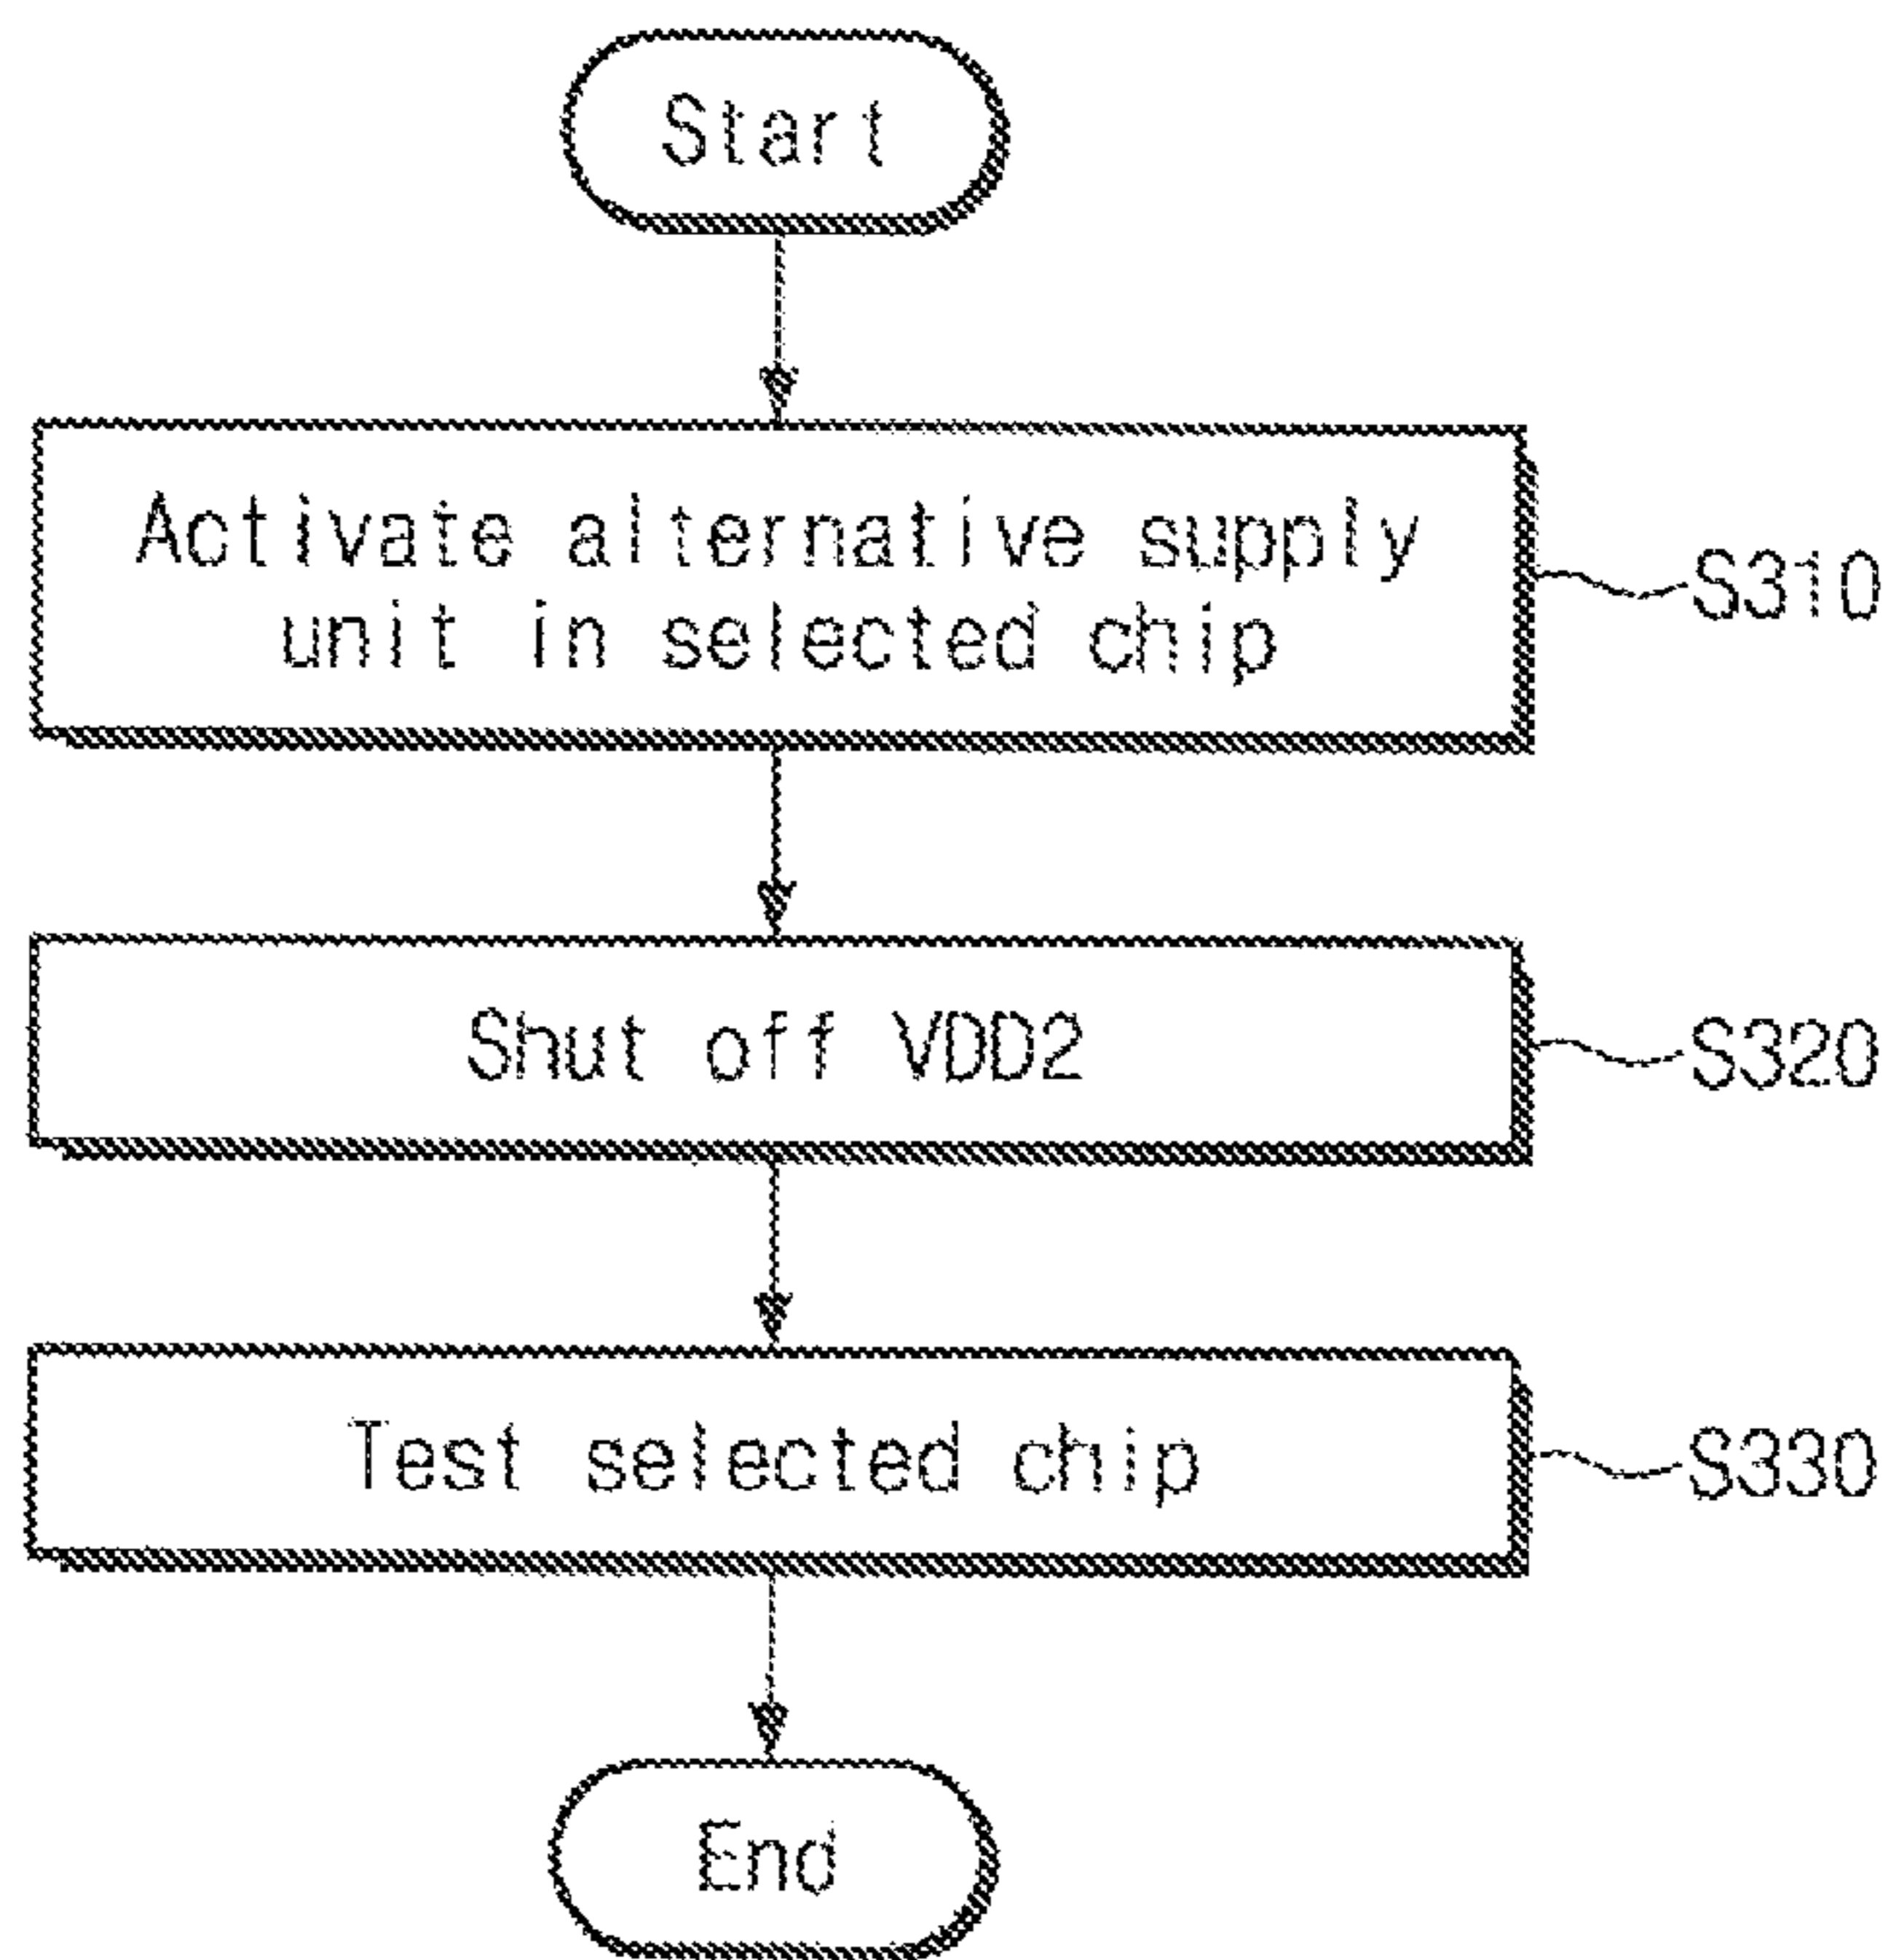 Start
Activate alternative supply
unit in selected chip
S310
Shut off VDD2
S320
Test selected chip
S330
End